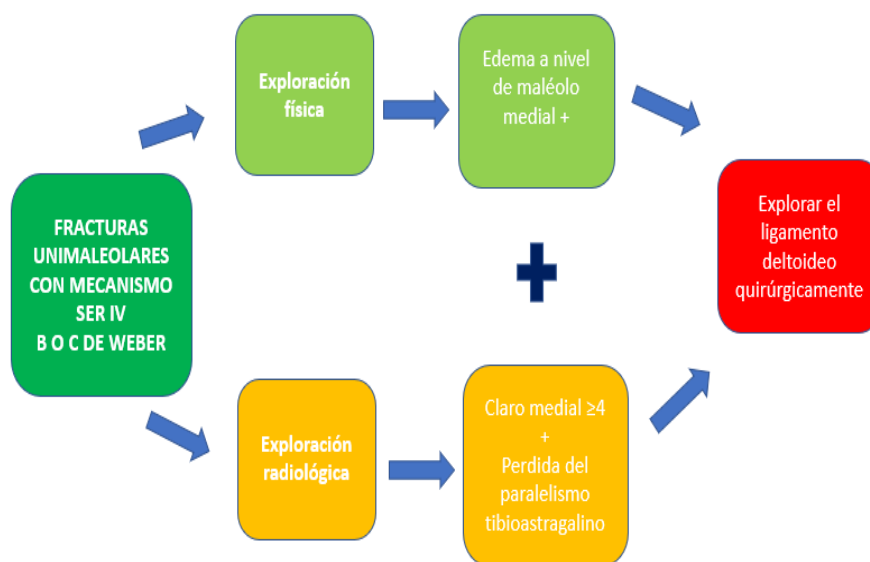 FRACTURAS
UNIMALEOLARES
CON MECANISMO
SER IV
B O C DE WEBER
Exploración
física
Edema a nivel
de maléolo
medial +
Exploración
radiológica
Claro medial ≥4
+
Perdida del
paralelismo
tibioastragalino
Explorar el
ligamento
deltoideo
quirúrgicamente